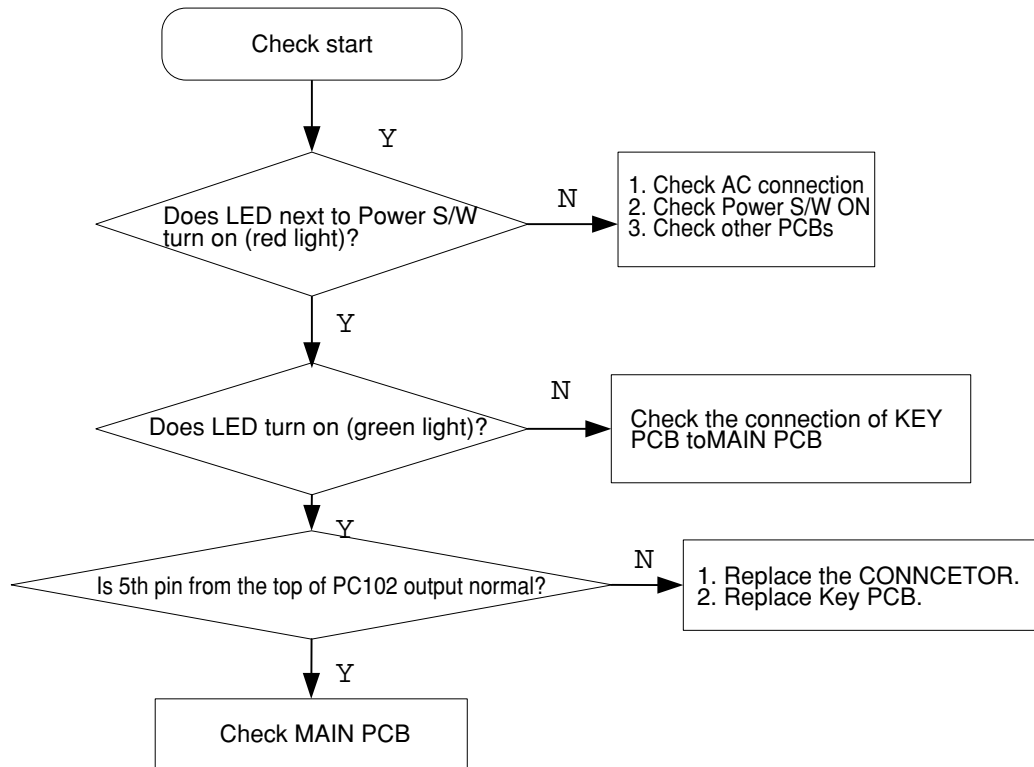 Check start
Y
Does LED next to Power S/W
turn on (red light)?
N
1. Check AC connection
2. Check Power S/W ON
3. Check other PCBs
Y
Does LED turn on (green light)?
N
Check the connection of KEY
PCB toMAIN PCB
Y
Is 5th pin from the top of PC102 output normal?
N
1. Replace the CONNCETOR.
2. Replace Key PCB.
Y
Check MAIN PCB